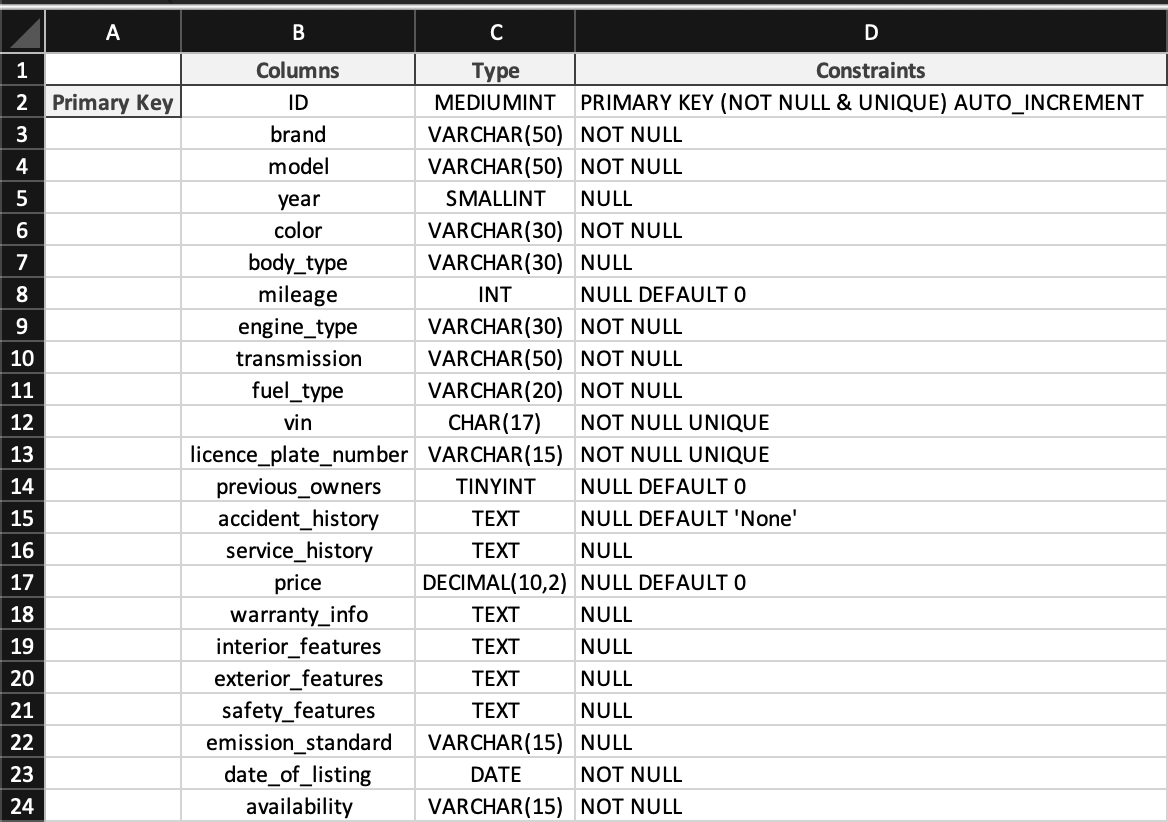 A B C D
1 Columns Type Constraints
2 Primary Key ID MEDIUMINT PRIMARY KEY (NOT NULL & UNIQUE) AUTO_INCREMENT
3 brand VARCHAR(50) NOT NULL
4 model VARCHAR(50) NOT NULL
5 year SMALLINT NULL
6 color VARCHAR(30) NOT NULL
7 body_type VARCHAR(30) NULL
8 mileage INT NULL DEFAULT 0
9 engine_type VARCHAR(30) NOT NULL
10 transmission VARCHAR(50) NOT NULL
11 fuel_type VARCHAR(20) NOT NULL
12 vin CHAR(17) NOT NULL UNIQUE
13 licence_plate_number VARCHAR(15) NOT NULL UNIQUE
14 previous_owners TINYINT NULL DEFAULT 0
15 accident_history TEXT NULL DEFAULT 'None'
16 service_history TEXT NULL
17 price DECIMAL(10,2) NULL DEFAULT 0
18 warranty_info TEXT NULL
19 interior_features TEXT NULL
20 exterior_features TEXT NULL
21 safety_features TEXT NULL
22 emission_standard VARCHAR(15) NULL
23 date_of_listing DATE NOT NULL
24 availability VARCHAR(15) NOT NULL